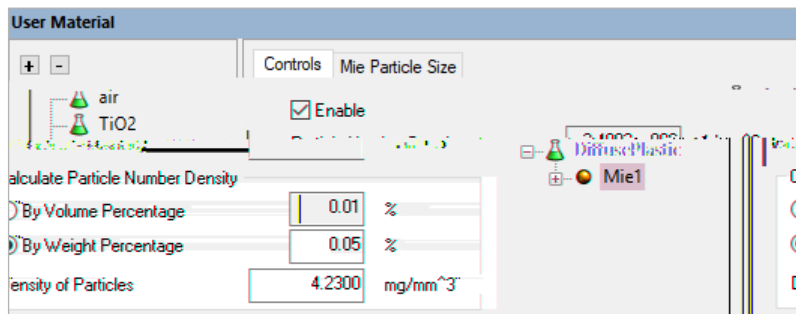 User Material
+ -
Controls Mie Particle Size
air
Enable
TiO2
DiffusePlastic
alculate Particle Number Density
Mie1
By Volume Percentage 0.01 %
By Weight Percentage 0.05 %
ensity of Particles 4.2300 mg/mm^3